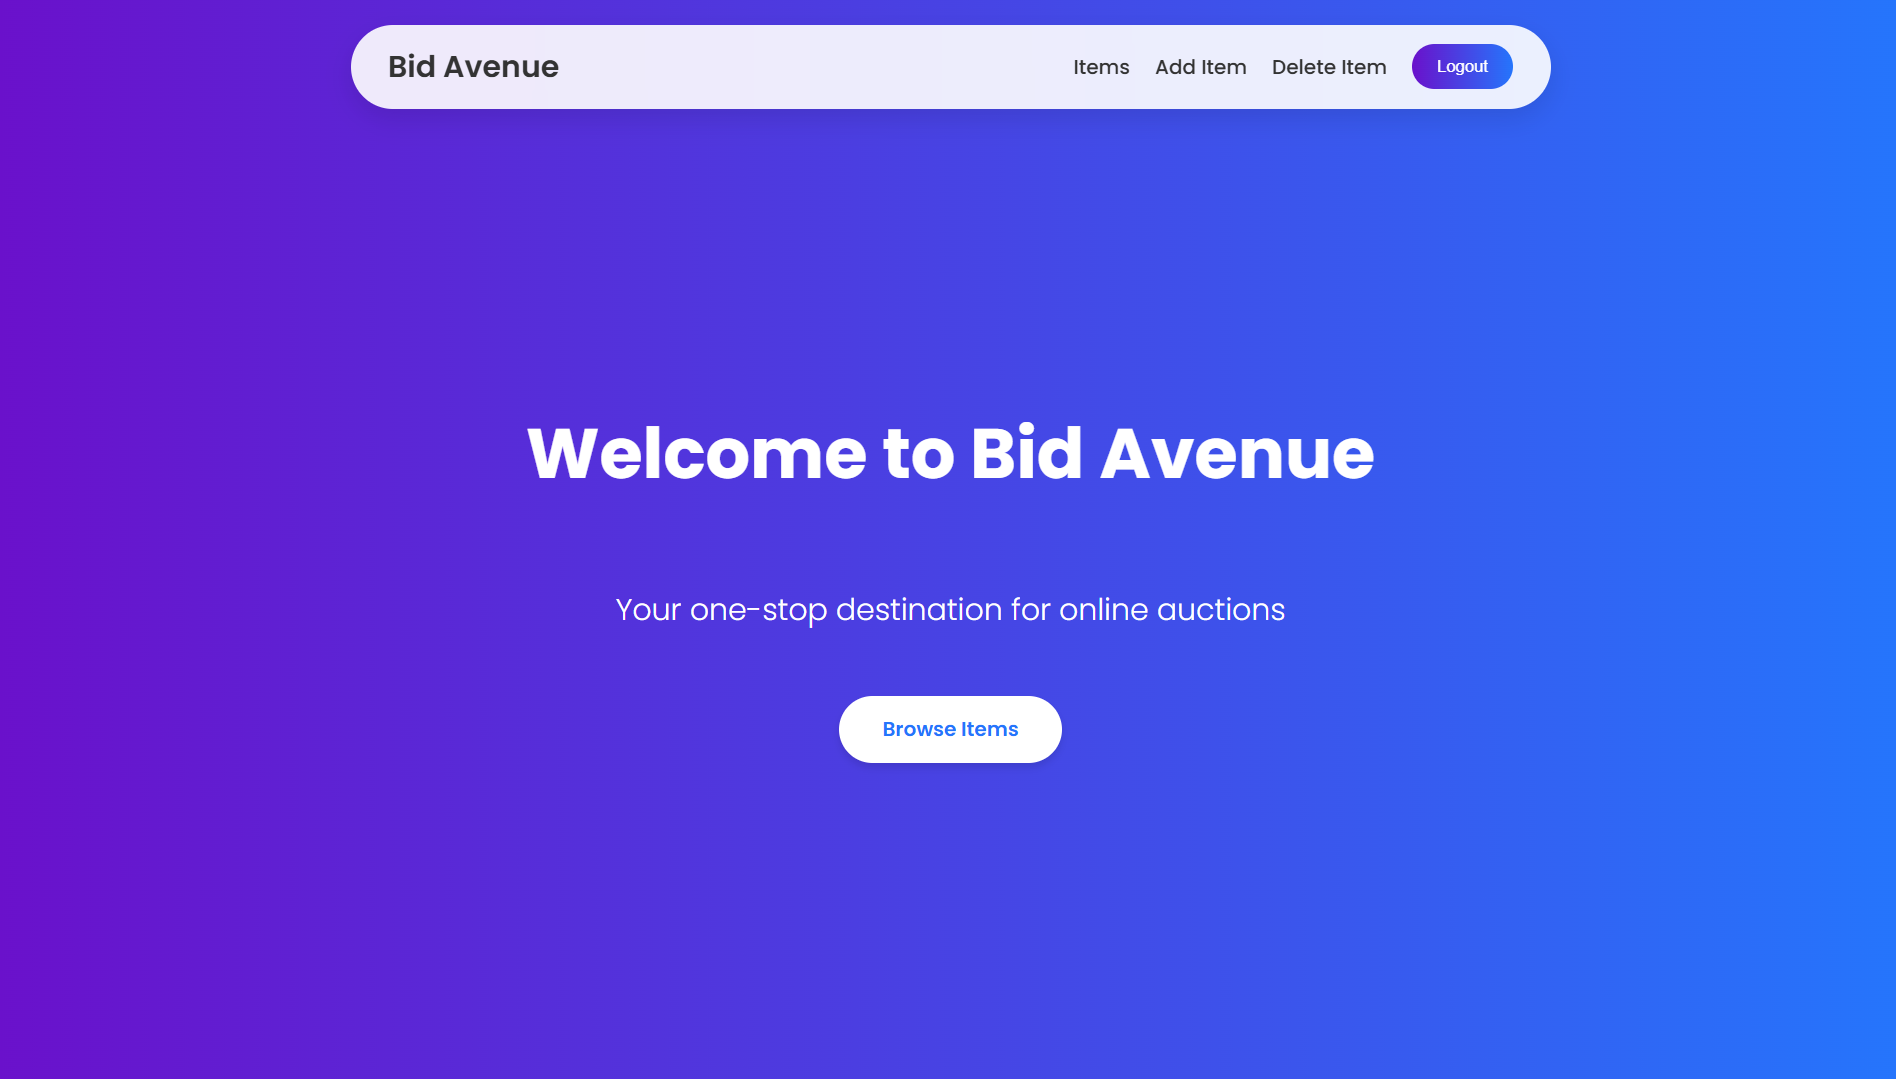 Bid Avenue Items Add Item Delete Item Logout
Welcome to Bid Avenue
Your one-stop destination for online auctions
Browse Items